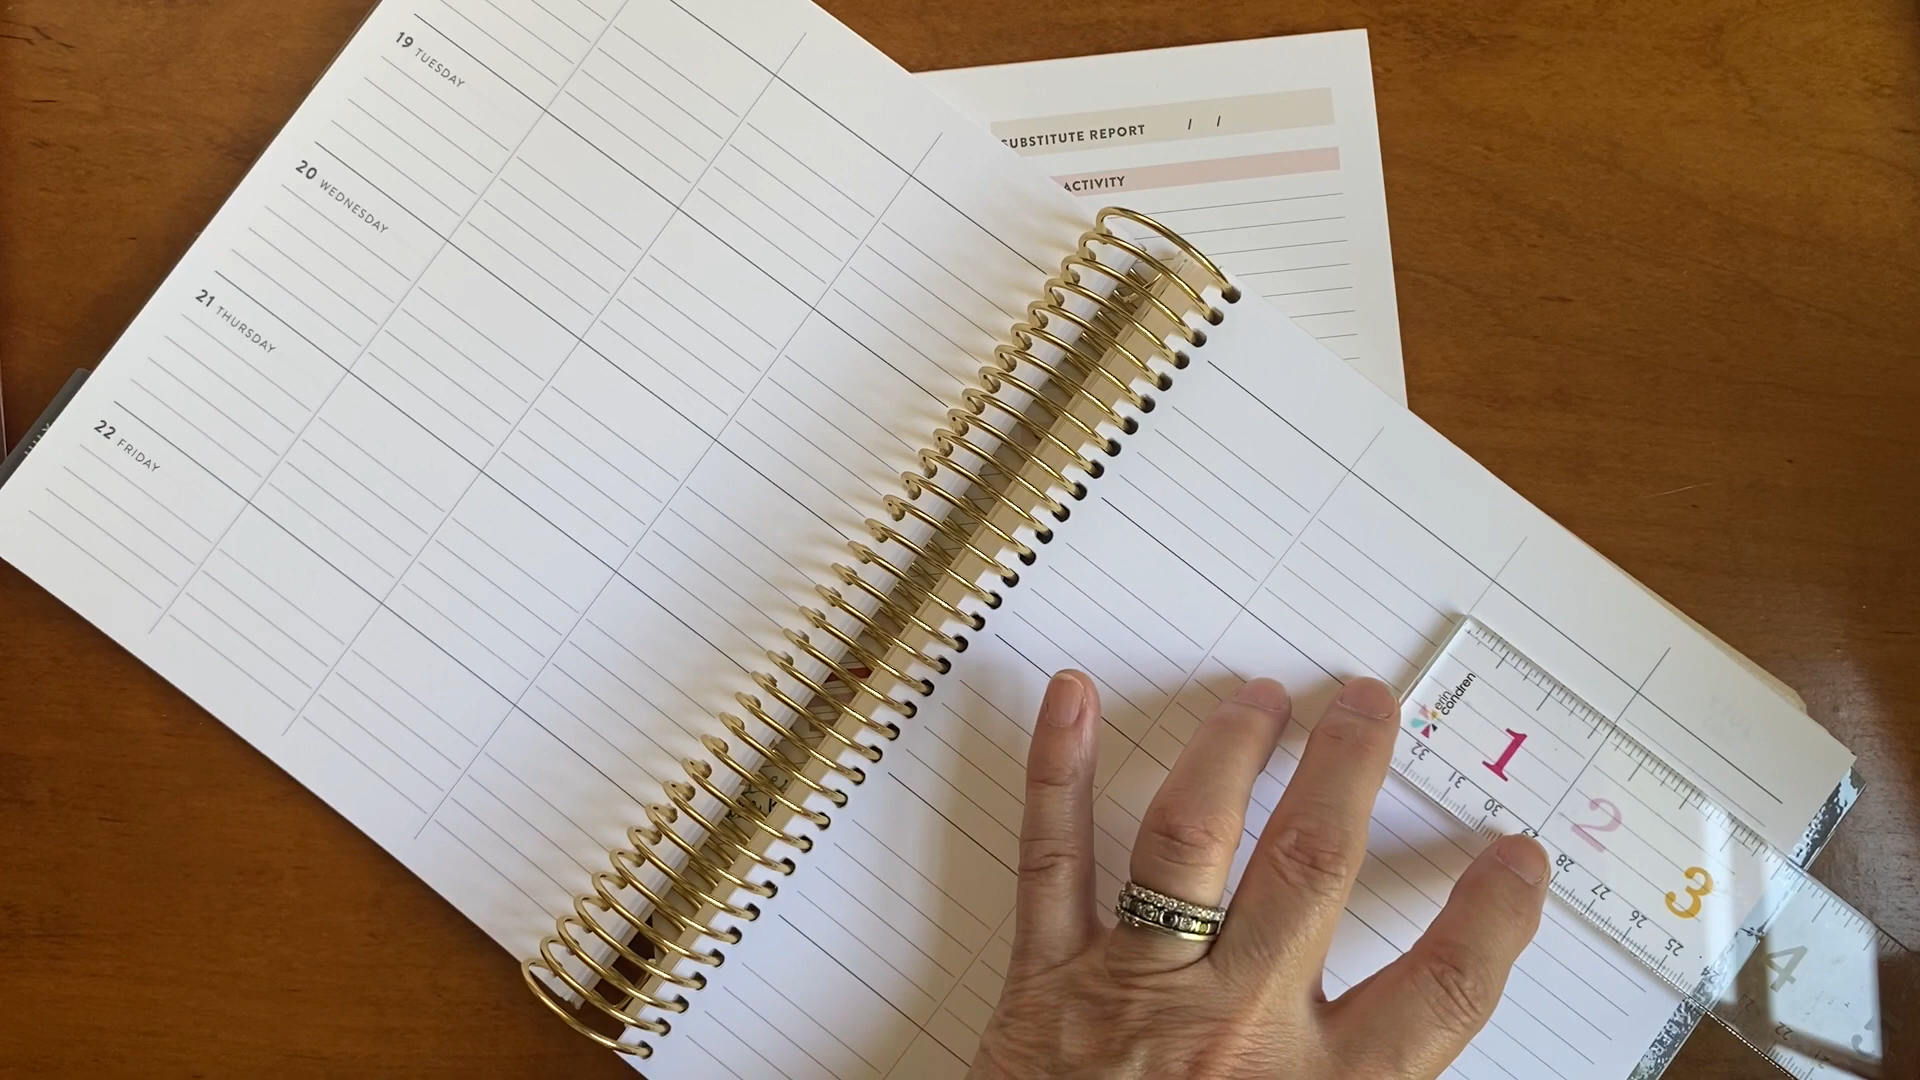 19 TUESDAY
20 WEDNESDAY
21 THURSDAY
22 FRIDAY
SUBSTITUTE REPORT / /
ACTIVITY
erin
condren
1
2
3
4
32
31
30
28
27
26
25
24